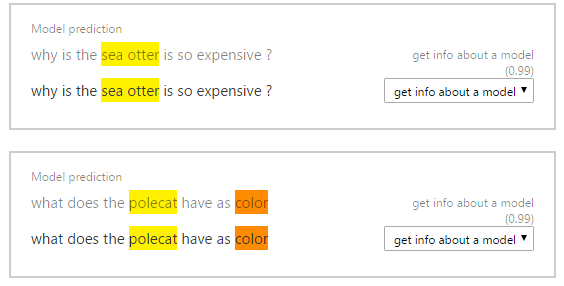 Model prediction
why is the sea otter is so expensive ?
get info about a model
(0.99)
why is the sea otter is so expensive ?
get info about a model
Model prediction
what does the polecat have as color
get info about a model
(0.99)
what does the polecat have as color
get info about a model